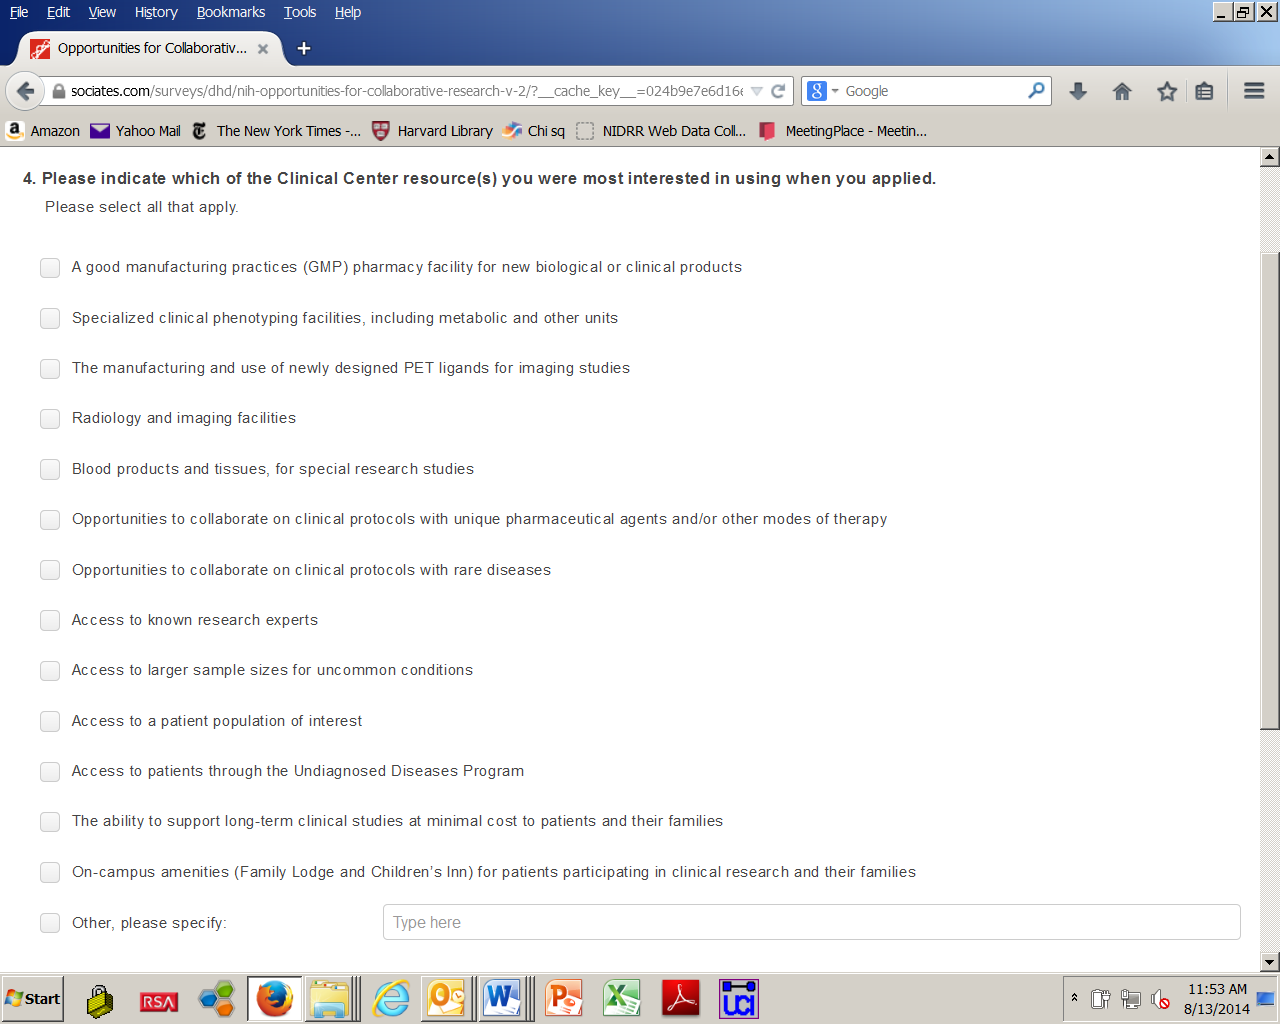 File Edit View History Bookmarks Tools Help
Opportunities for Collaborativ...
sociates.com/surveys/dhd/nih-opportunities-for-collaborative-research-v-2/?__cache_key__=024b9e7e6d16e
Google
Amazon Yahoo Mail The New York Times -... Harvard Library Chi sq NIDRR Web Data Coll... MeetingPlace - Meetin...
4. Please indicate which of the Clinical Center resource(s) you were most interested in using when you applied.
Please select all that apply.
A good manufacturing practices (GMP) pharmacy facility for new biological or clinical products
Specialized clinical phenotyping facilities, including metabolic and other units
The manufacturing and use of newly designed PET ligands for imaging studies
Radiology and imaging facilities
Blood products and tissues, for special research studies
Opportunities to collaborate on clinical protocols with unique pharmaceutical agents and/or other modes of therapy
Opportunities to collaborate on clinical protocols with rare diseases
Access to known research experts
Access to larger sample sizes for uncommon conditions
Access to a patient population of interest
Access to patients through the Undiagnosed Diseases Program
The ability to support long-term clinical studies at minimal cost to patients and their families
On-campus amenities (Family Lodge and Children's Inn) for patients participating in clinical research and their families
Other, please specify: Type here
Start RSA UCI 11:53 AM
8/13/2014